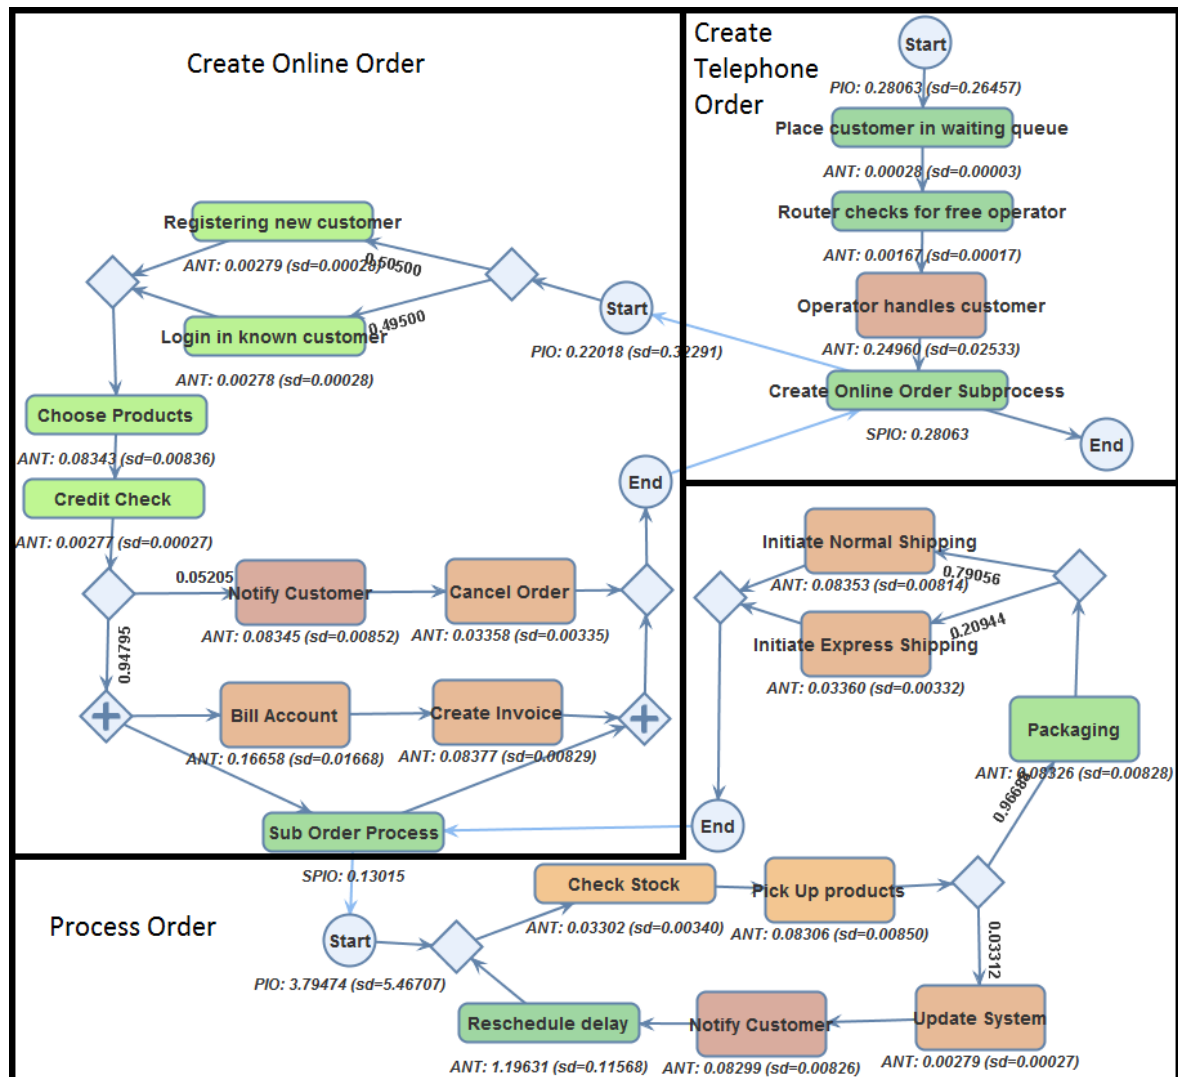 Create Online Order
Create
Telephone
Order
Start
PIO: 0.28063 (sd=0.26457)
Place customer in waiting queue
ANT: 0.00028 (sd=0.00003)
Router checks for free operator
ANT: 0.00167 (sd=0.00017)
Operator handles customer
ANT: 0.24960 (sd=0.02533)
Create Online Order Subprocess
SPIO: 0.28063
End
Registering new customer
ANT: 0.00279 (sd=0.00028)
0.50500
Login in known customer
0.49500
ANT: 0.00278 (sd=0.00028)
Start
PIO: 0.22018 (sd=0.32291)
Choose Products
ANT: 0.08343 (sd=0.00836)
Credit Check
ANT: 0.00277 (sd=0.00027)
End
0.05205
Notify Customer
ANT: 0.08345 (sd=0.00852)
Cancel Order
ANT: 0.03358 (sd=0.00335)
0.94795
Bill Account
ANT: 0.16658 (sd=0.01668)
Create Invoice
ANT: 0.08377 (sd=0.00829)
Sub Order Process
SPIO: 0.13015
Initiate Normal Shipping
0.79056
ANT: 0.08353 (sd=0.00814)
0.20944
Initiate Express Shipping
ANT: 0.03360 (sd=0.00332)
Packaging
ANT: 0.08326 (sd=0.00828)
0.96688
End
Process Order
Start
PIO: 3.79474 (sd=5.46707)
Check Stock
ANT: 0.03302 (sd=0.00340)
Pick Up products
ANT: 0.08306 (sd=0.00850)
0.03312
Update System
ANT: 0.00279 (sd=0.00027)
Notify Customer
ANT: 0.08299 (sd=0.00826)
Reschedule delay
ANT: 1.19631 (sd=0.11568)